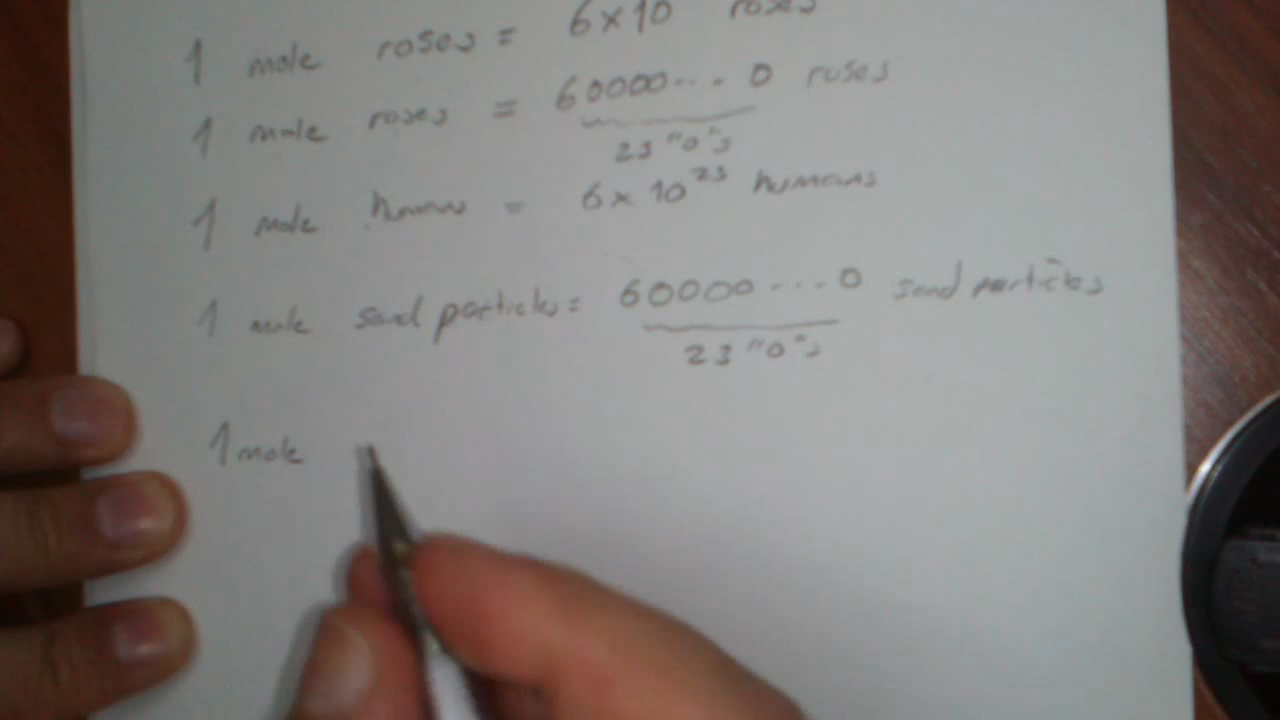 1 mole roses = 6×10 roses
1 mole roses = 60000... 0 roses
23 "0"s
1 mole humans = 6×10²³ humans
1 mole sand particles = 60000...0 sand particles
23 "0"s
1 mole